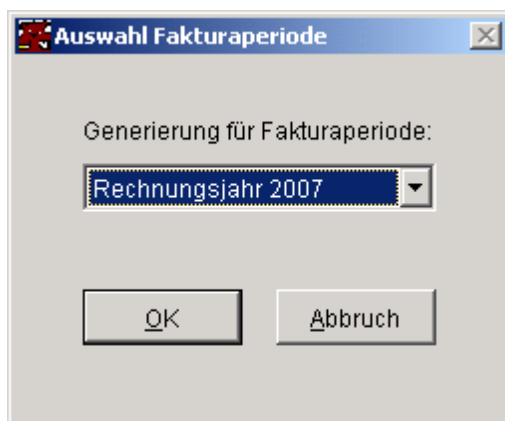 Auswahl Fakturaperiode
Generierung für Fakturaperiode:
Rechnungsjahr 2007
OK
Abbruch